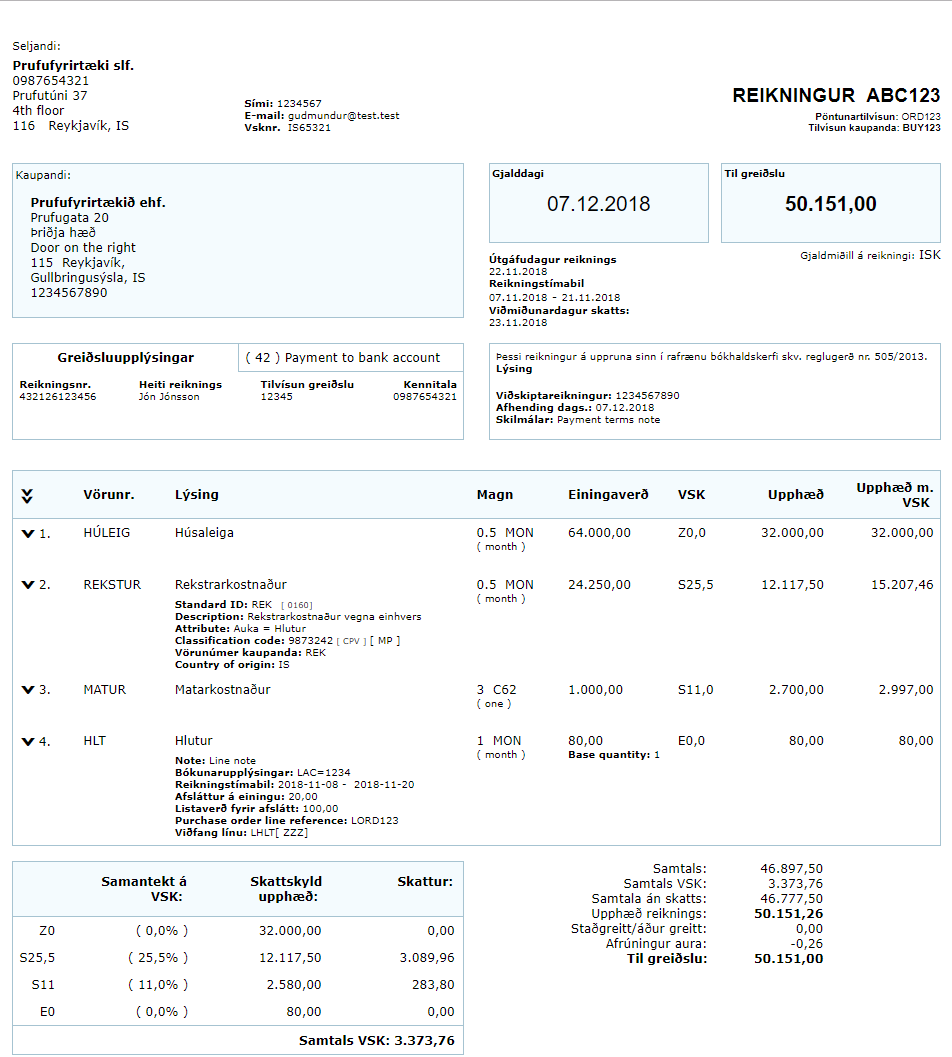 Seljandi:
Prufufyrirtæki slf.
0987654321
Prufutúni 37
4th floor
116 Reykjavík, IS
Sími: 1234567
E-mail: gudmundur@test.test
Vsknr. IS65321
REIKNINGUR ABC123
Pöntunartilvísun: ORD123
Tilvísun kaupanda: BUY123
Kaupandi:
Prufufyrirtækið ehf.
Prufugata 20
Þriðja hæð
Door on the right
115 Reykjavík,
Gullbringusýsla, IS
1234567890
Gjalddagi
07.12.2018
Til greiðslu
50.151,00
Gjaldmiðill á reikningi: ISK
Útgáfudagur reiknings
22.11.2018
Reikningstímabil
07.11.2018 - 21.11.2018
Viðmiðunardagur skatts:
23.11.2018
Greiðsluupplýsingar ( 42 ) Payment to bank account
Reikningsnr. Heiti reiknings Tilvísun greiðslu Kennitala
432126123456 Jón Jónsson 12345 0987654321
Þessi reikningur á uppruna sinn í rafrænu bókhaldskerfi skv. reglugerð nr. 505/2013.
Lýsing
Viðskiptareikningur: 1234567890
Afhending dags.: 07.12.2018
Skilmálar: Payment terms note
Vörunr. Lýsing Magn Einingaverð VSK Upphæð Upphæð m. VSK
1. HÚLEIG Húsaleiga 0.5 MON 64.000,00 Z0,0 32.000,00 32.000,00
( month )
2. REKSTUR Rekstrarkostnaður 0.5 MON 24.250,00 S25,5 12.117,50 15.207,46
( month )
Standard ID: REK [ 0160]
Description: Rekstrarkostnaður vegna einhvers
Attribute: Auka = Hlutur
Classification code: 9873242 [ CPV ] [ MP ]
Vörunúmer kaupanda: REK
Country of origin: IS
3. MATUR Matarkostnaður 3 C62 1.000,00 S11,0 2.700,00 2.997,00
( one )
4. HLT Hlutur 1 MON 80,00 E0,0 80,00 80,00
( month ) Base quantity: 1
Note: Line note
Bókunarupplýsingar: LAC=1234
Reikningstímabil: 2018-11-08 - 2018-11-20
Afsláttur á einingu: 20,00
Listaverð fyrir afslátt: 100,00
Purchase order line reference: LORD123
Viðfang línu: LHLT[ ZZZ]
Samantekt á VSK: Skattskyld upphæð: Skattur:
Z0 ( 0,0% ) 32.000,00 0,00
S25,5 ( 25,5% ) 12.117,50 3.089,96
S11 ( 11,0% ) 2.580,00 283,80
E0 ( 0,0% ) 80,00 0,00
Samtals VSK: 3.373,76
Samtals: 46.897,50
Samtals VSK: 3.373,76
Samtala án skatts: 46.777,50
Upphæð reiknings: 50.151,26
Staðgreitt/áður greitt: 0,00
Afrúningur aura: -0,26
Til greiðslu: 50.151,00